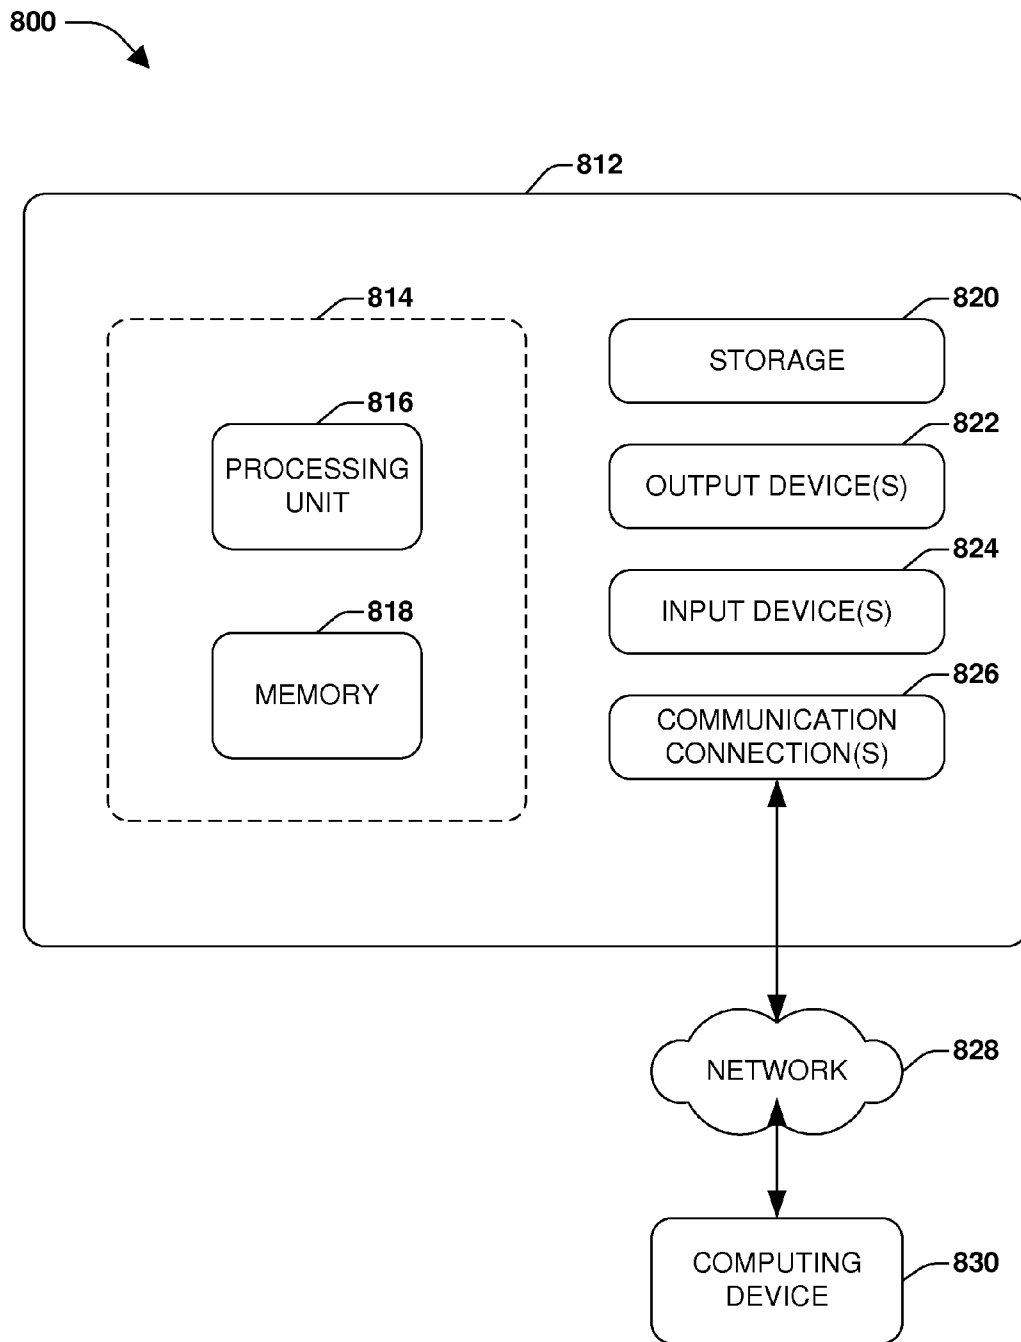 800
812
814
820
STORAGE
816
822
PROCESSING
UNIT
OUTPUT DEVICE(S)
824
INPUT DEVICE(S)
818
MEMORY
826
COMMUNICATION
CONNECTION(S)
NETWORK
828
COMPUTING
DEVICE
830